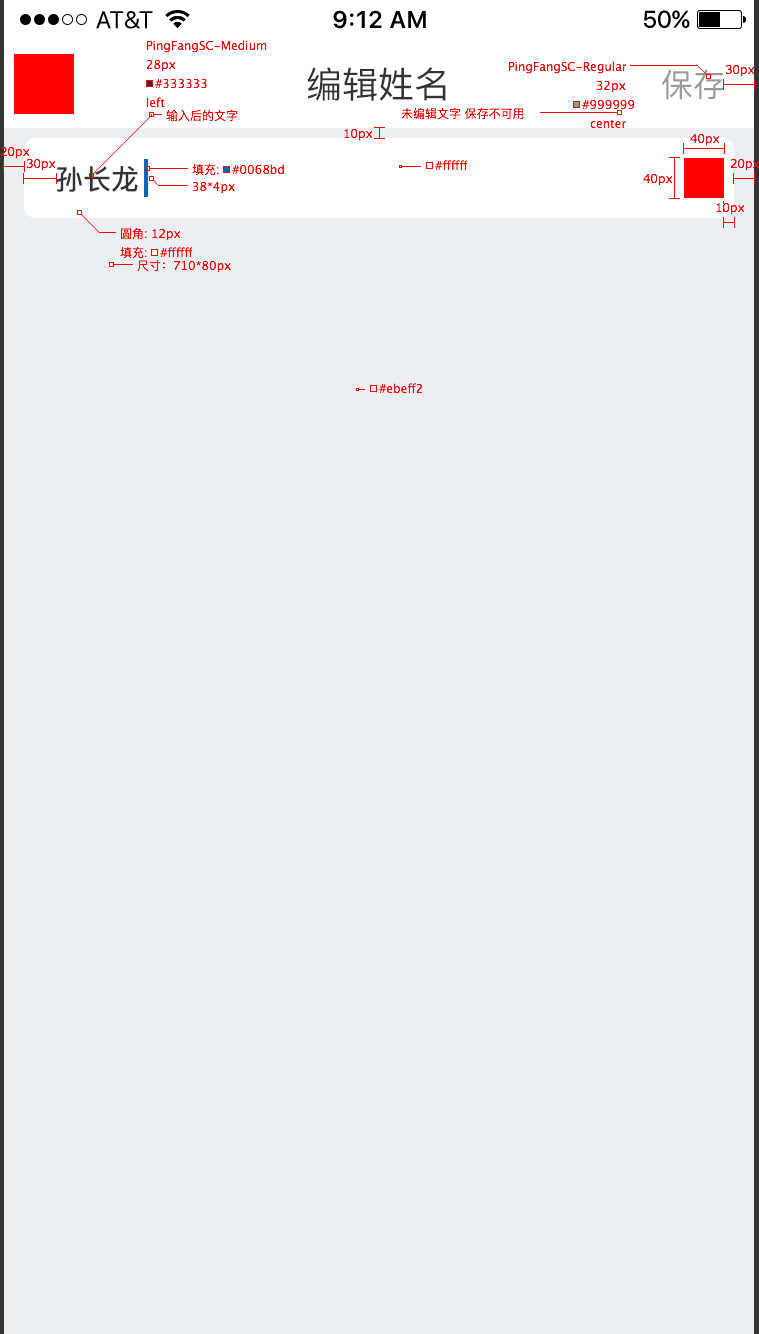 AT&T 9:12 AM 50%
PingFangSC-Medium
28px
#333333
left
输入后的文字
编辑姓名
PingFangSC-Regular
32px
#999999
center
未编辑文字 保存不可用
保存
30px
10px
20px
30px
孙长龙
填充: #0068bd
38*4px
#ffffff
40px
40px
20px
10px
圆角: 12px
填充: #ffffff
尺寸: 710*80px
#ebeff2